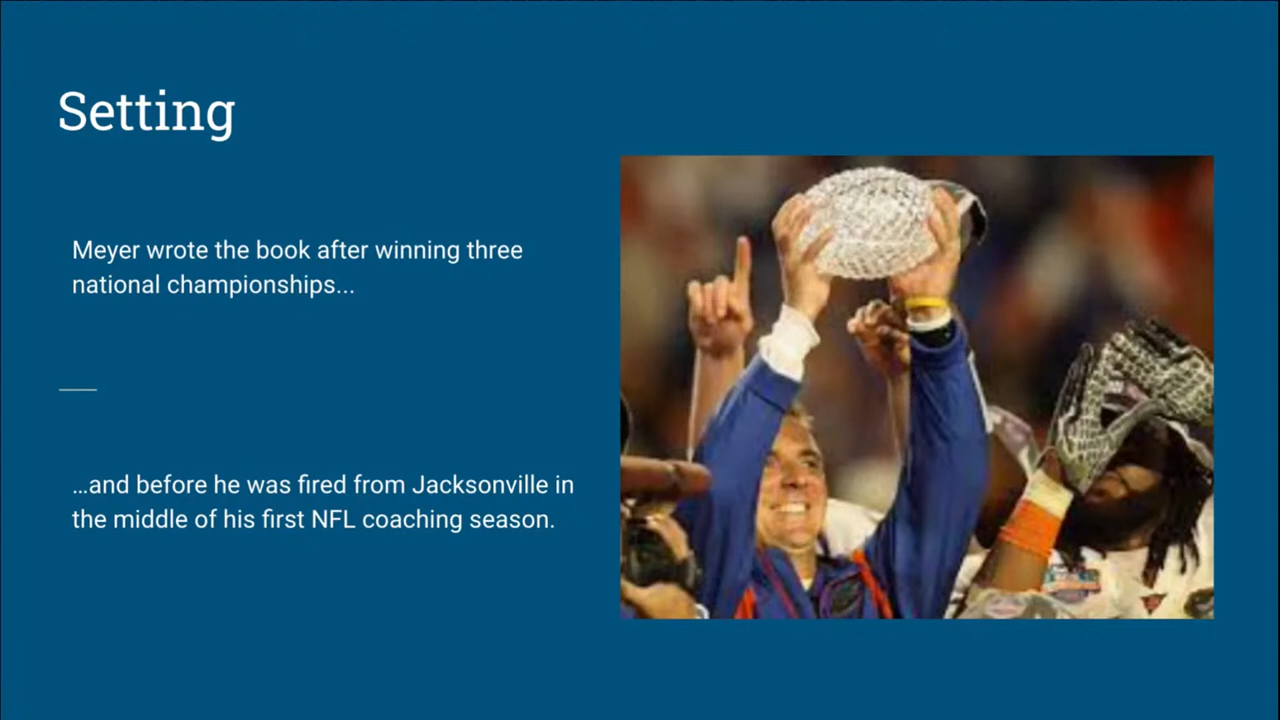 Setting
Meyer wrote the book after winning three
national championships...
...and before he was fired from Jacksonville in
the middle of his first NFL coaching season.